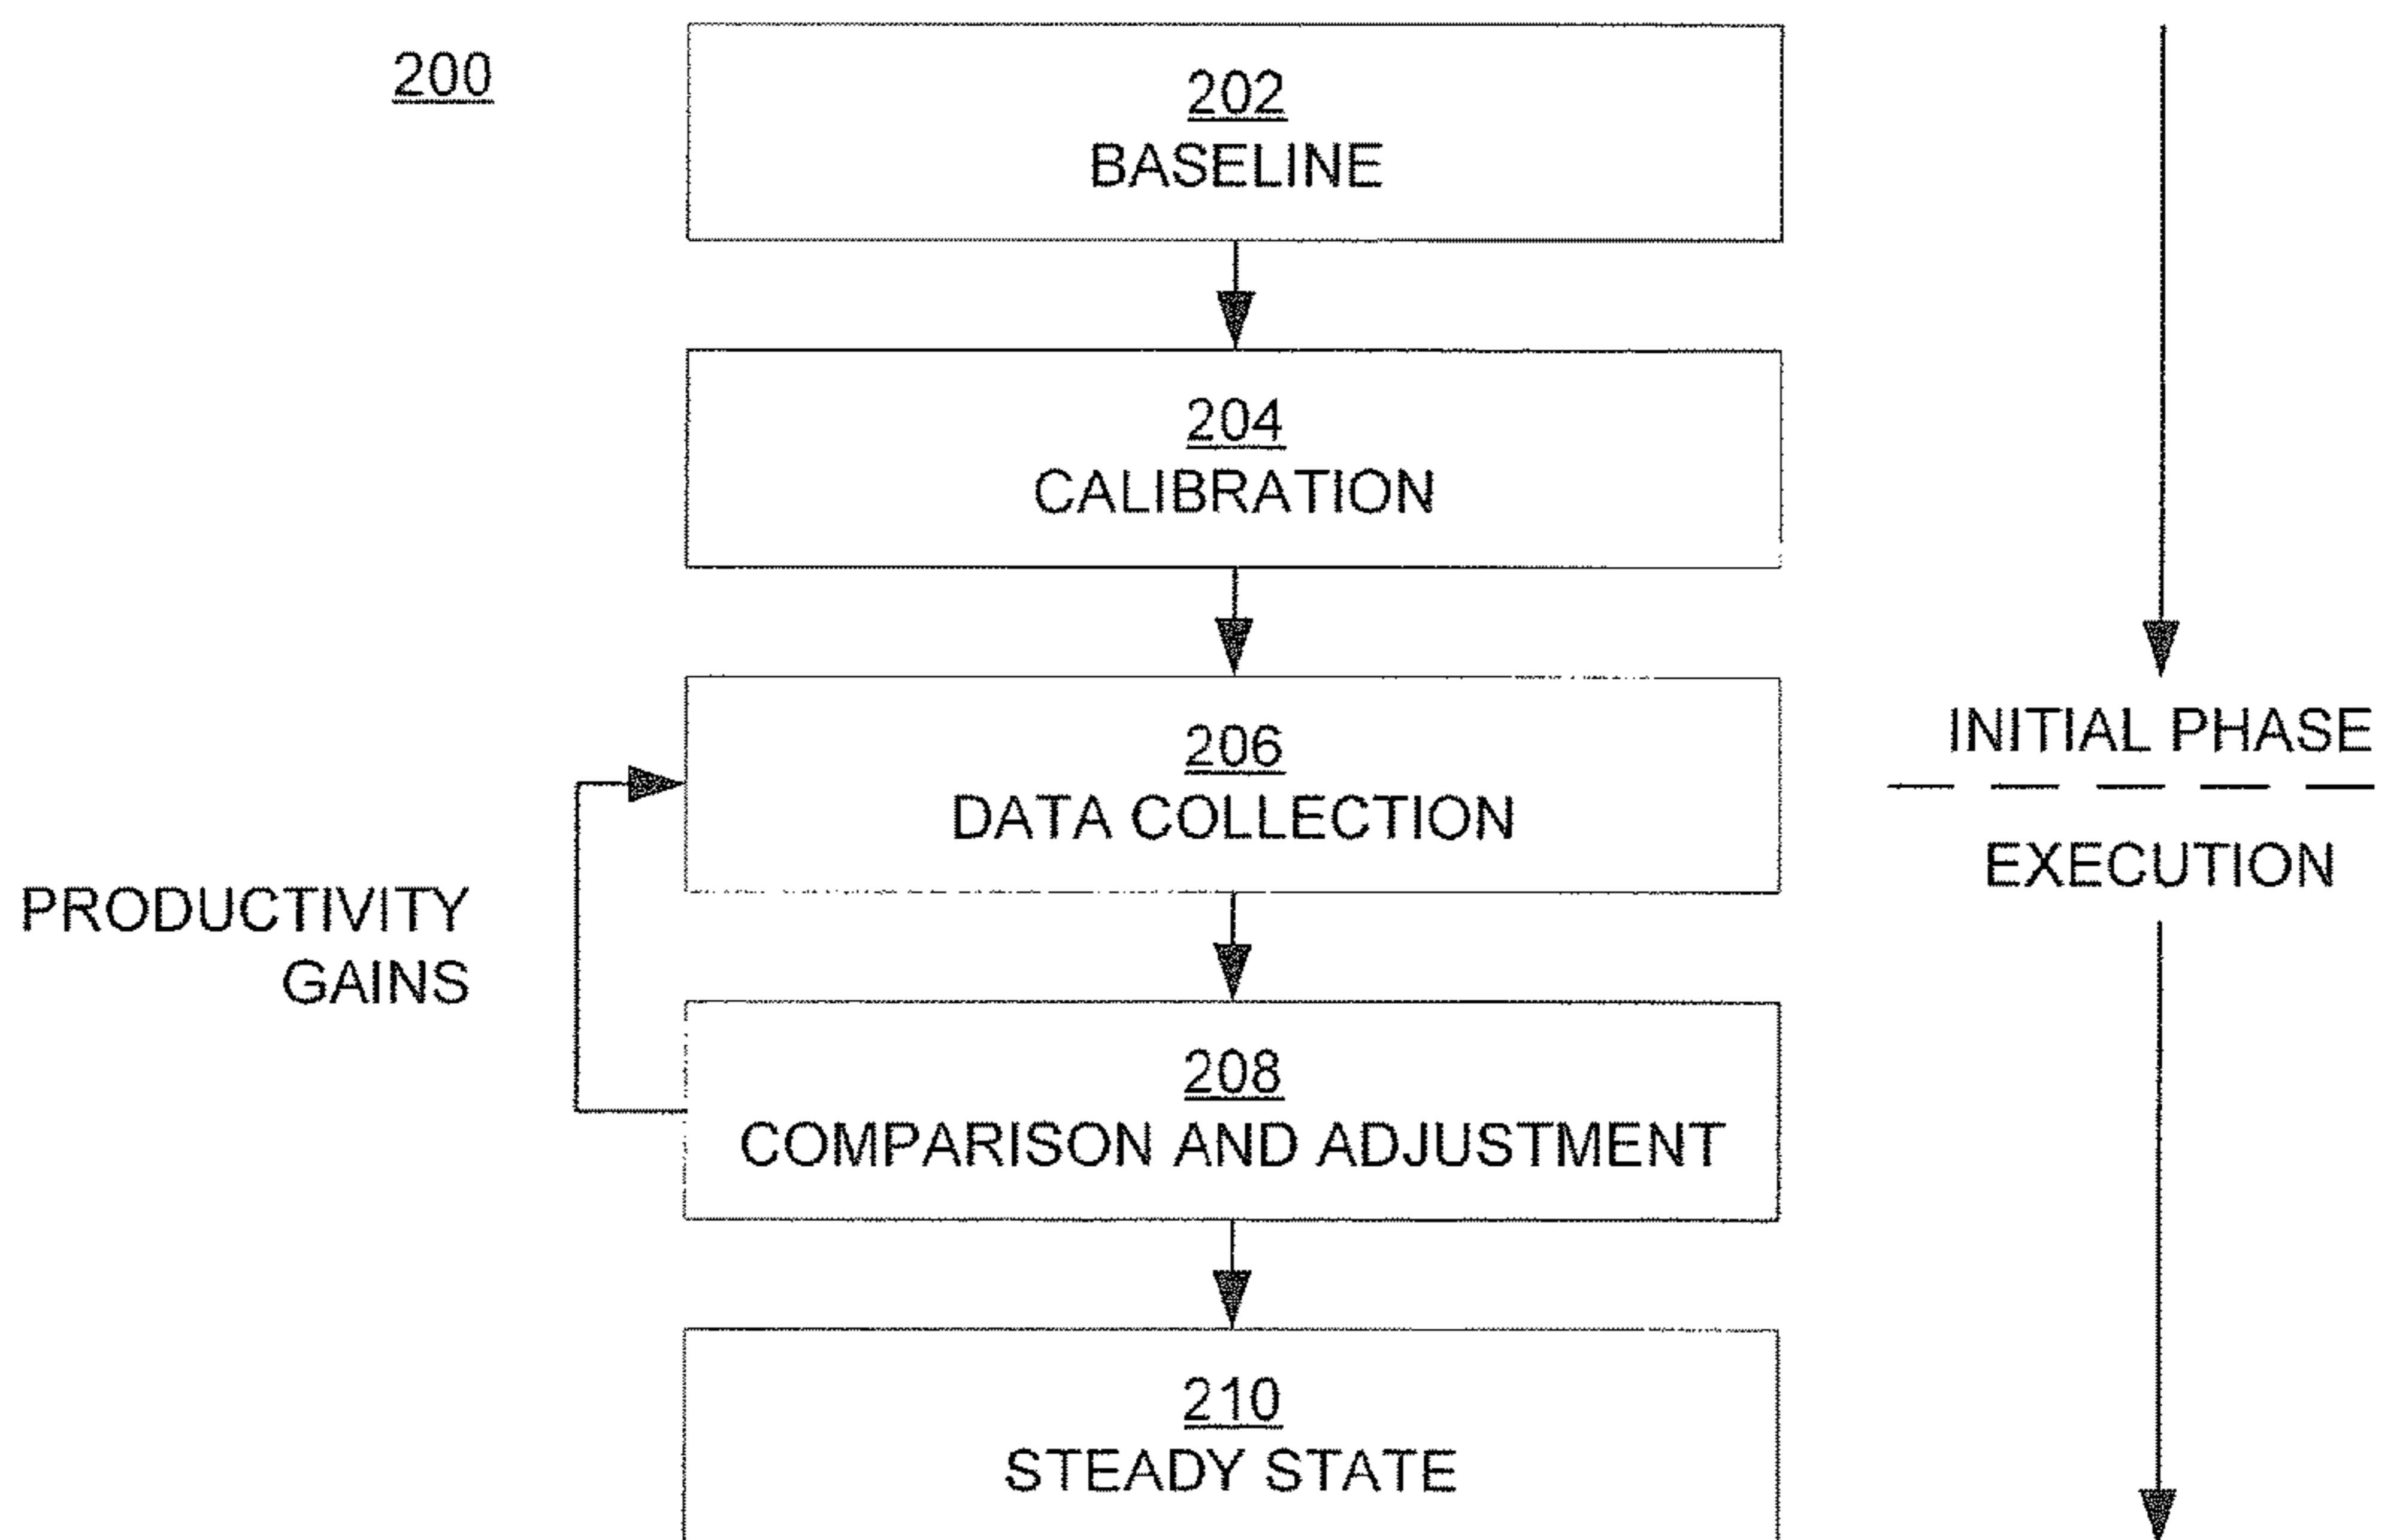 200
202
BASELINE
204
CALIBRATION
206
DATA COLLECTION
INITIAL PHASE
EXECUTION
PRODUCTIVITY
GAINS
208
COMPARISON AND ADJUSTMENT
210
STEADY STATE